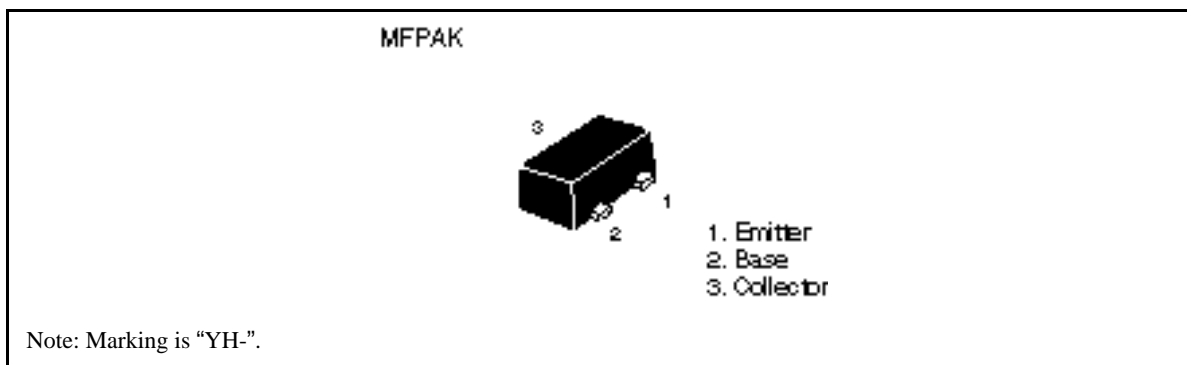 MFPAK
3
1
2
1. Emitter
2. Base
3. Collector
Note: Marking is “YH-”.